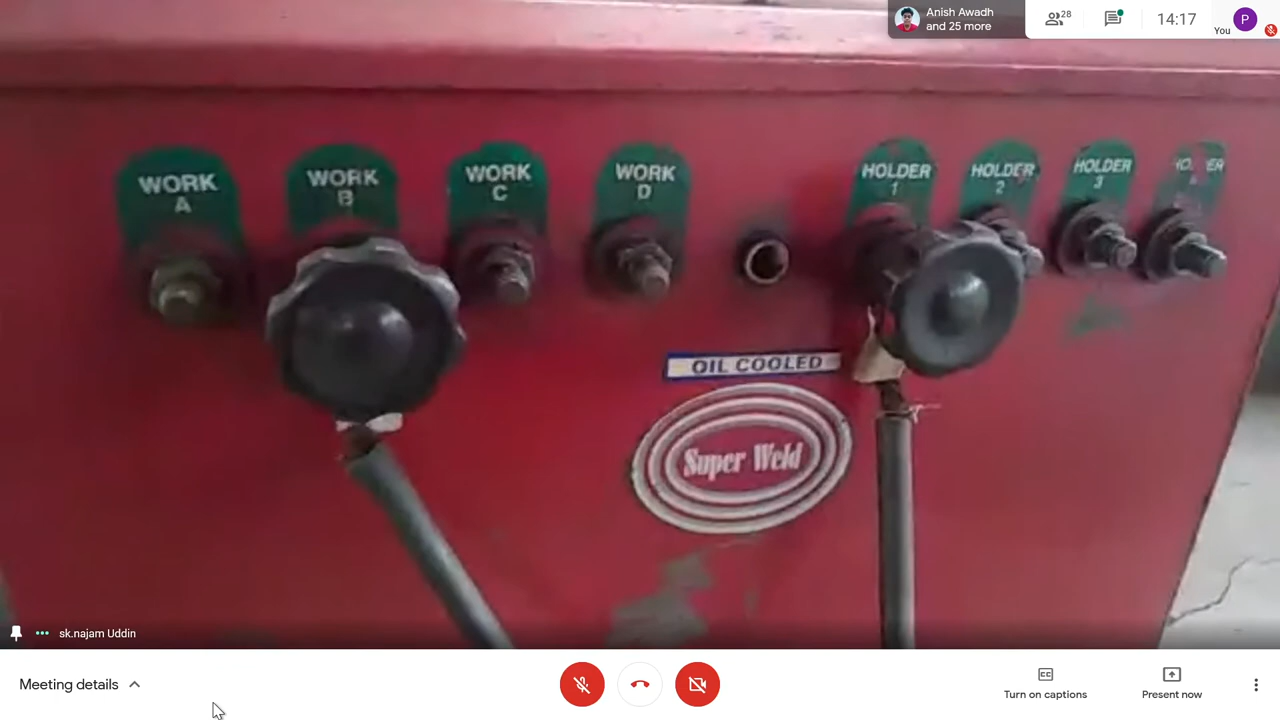 Anish Awadh
and 25 more
28
14:17
You
P
WORK
A
WORK
B
WORK
C
WORK
D
HOLDER
1
HOLDER
2
HOLDER
3
OIL COOLED
Super Weld
sk.najam Uddin
Meeting details
CC
Turn on captions
Present now